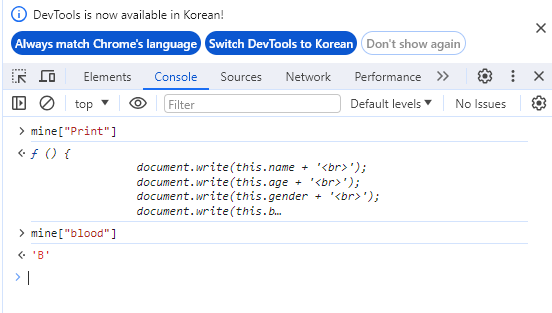 DevTools is now available in Korean!
Always match Chrome's language Switch DevTools to Korean Don't show again
Elements Console Sources Network Performance
top Filter Default levels No Issues
mine["Print"]
ƒ () {
document.write(this.name + '<br>');
document.write(this.age + '<br>');
document.write(this.gender + '<br>');
document.write(this.b…
mine["blood"]
'B'